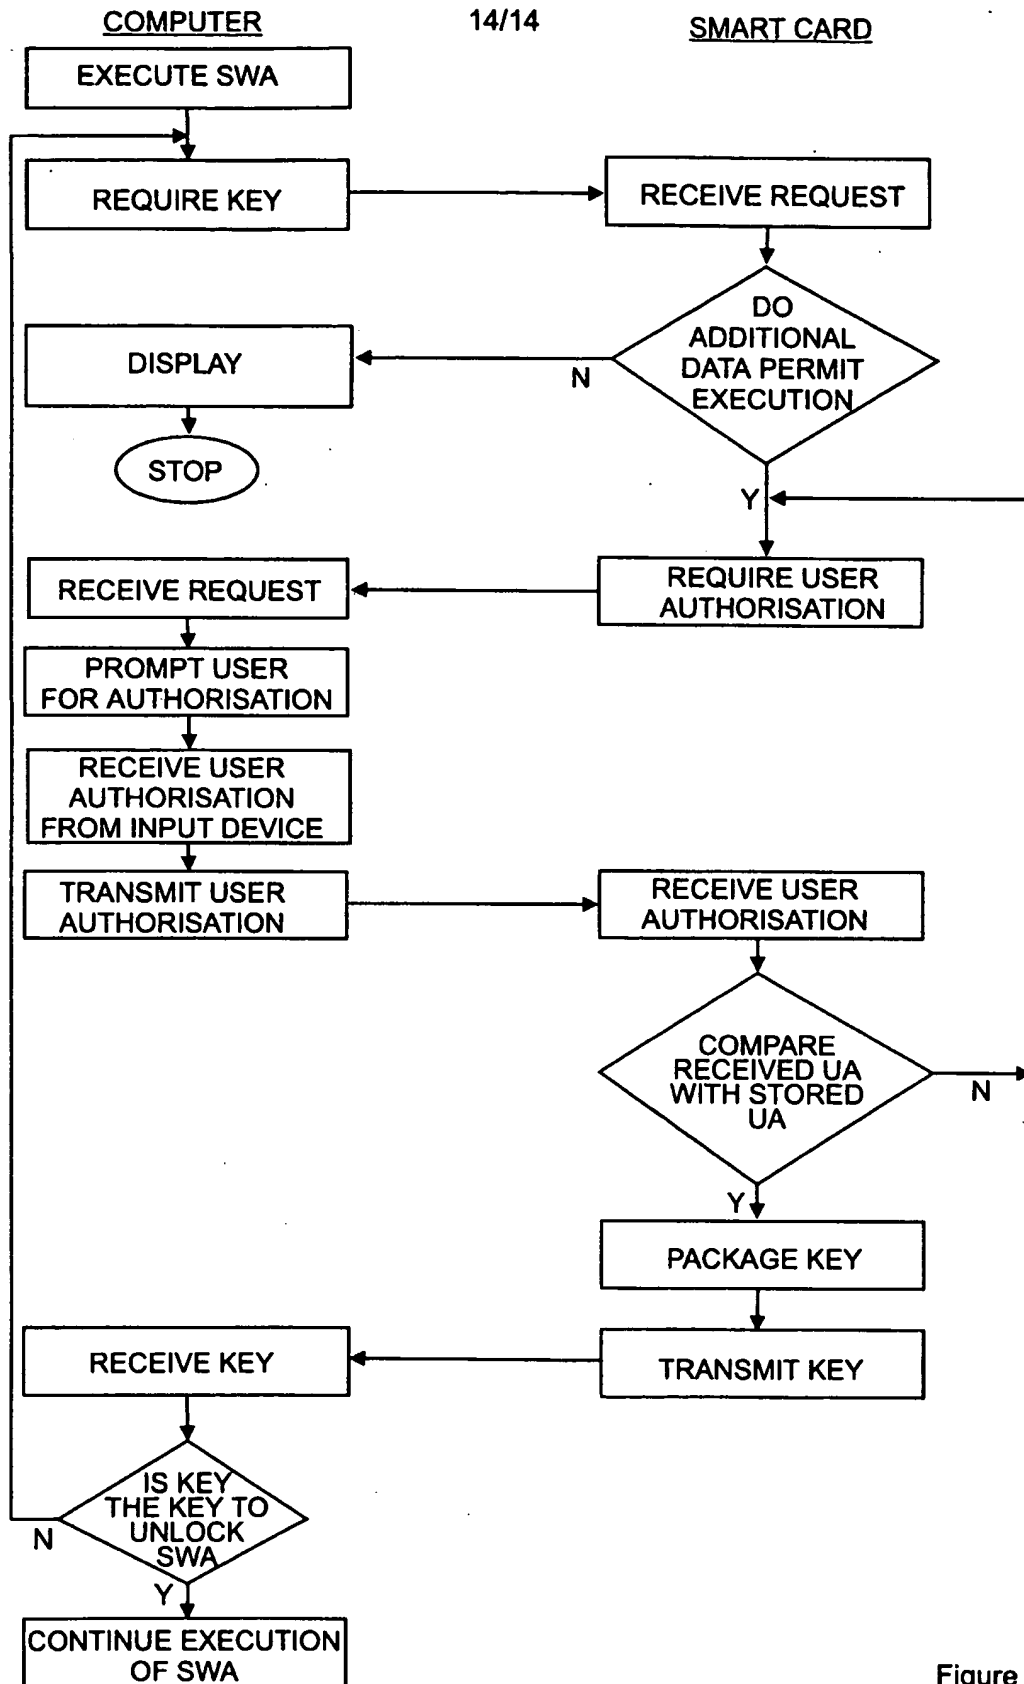 COMPUTER
14/14
SMART CARD
EXECUTE SWA
REQUIRE KEY
RECEIVE REQUEST
DO
ADDITIONAL
DATA PERMIT
EXECUTION
DISPLAY
N
STOP
Y
RECEIVE REQUEST
REQUIRE USER
AUTHORISATION
PROMPT USER
FOR AUTHORISATION
RECEIVE USER
AUTHORISATION
FROM INPUT DEVICE
TRANSMIT USER
AUTHORISATION
RECEIVE USER
AUTHORISATION
COMPARE
RECEIVED UA
WITH STORED
UA
N
Y
PACKAGE KEY
RECEIVE KEY
TRANSMIT KEY
IS KEY
THE KEY TO
UNLOCK
SWA
N
Y
CONTINUE EXECUTION
OF SWA
Figure